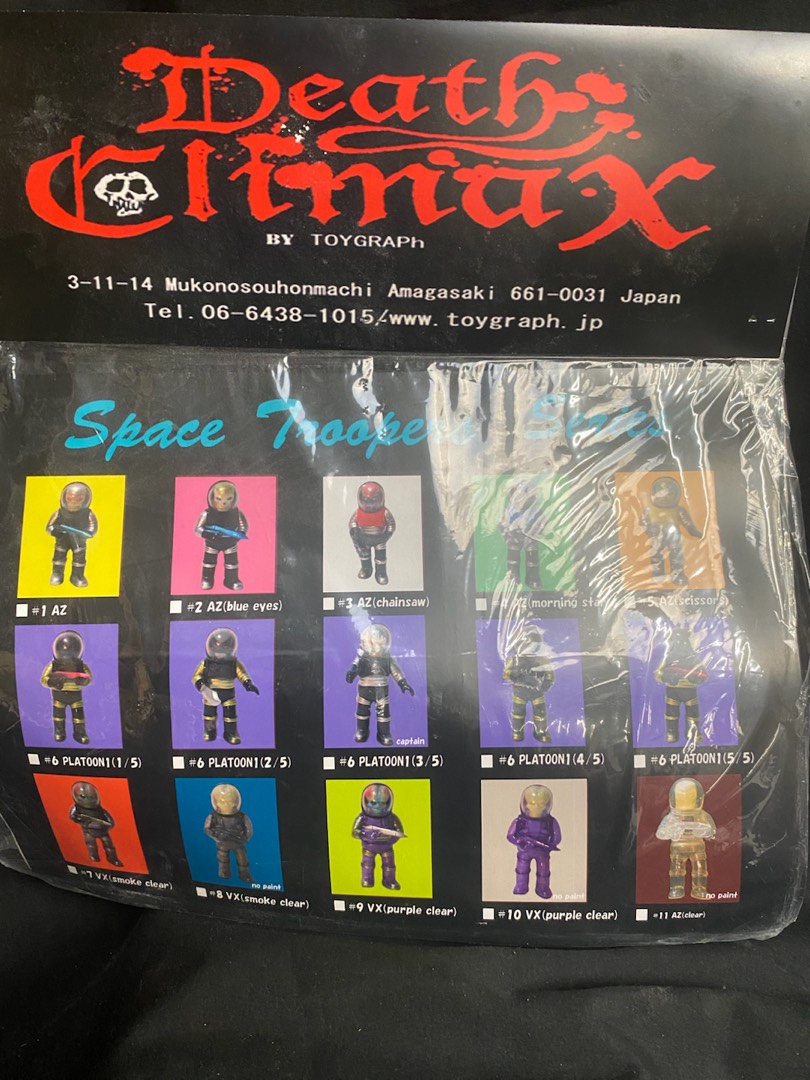 Death
Climax
BY TOYGRAPh
3-11-14 Mukonosouhonmachi Amagasaki 661-0031 Japan
Tel.06-6438-1015/www.toygraph.jp
Space Troopers Series
#1 AZ
#2 AZ(blue eyes)
#3 AZ(chainsaw)
AZ(morning star)
#5 AZ(scissors)
#6 PLATOON1(1/5)
#6 PLATOON1(2/5)
captain
#6 PLATOON1(3/5)
#6 PLATOON1(4/5)
#6 PLATOON1(5/5)
#7 VX(smoke clear)
no paint
#8 VX(smoke clear)
#9 VX(purple clear)
no paint
#10 VX(purple clear)
no paint
#11 AZ(clear)